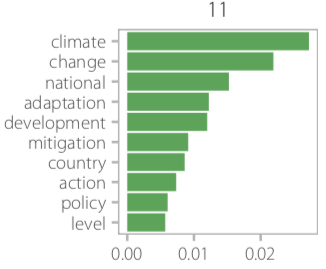 11
climate
change
national
adaptation
development
mitigation
country
action
policy
level
0.00 0.01 0.02